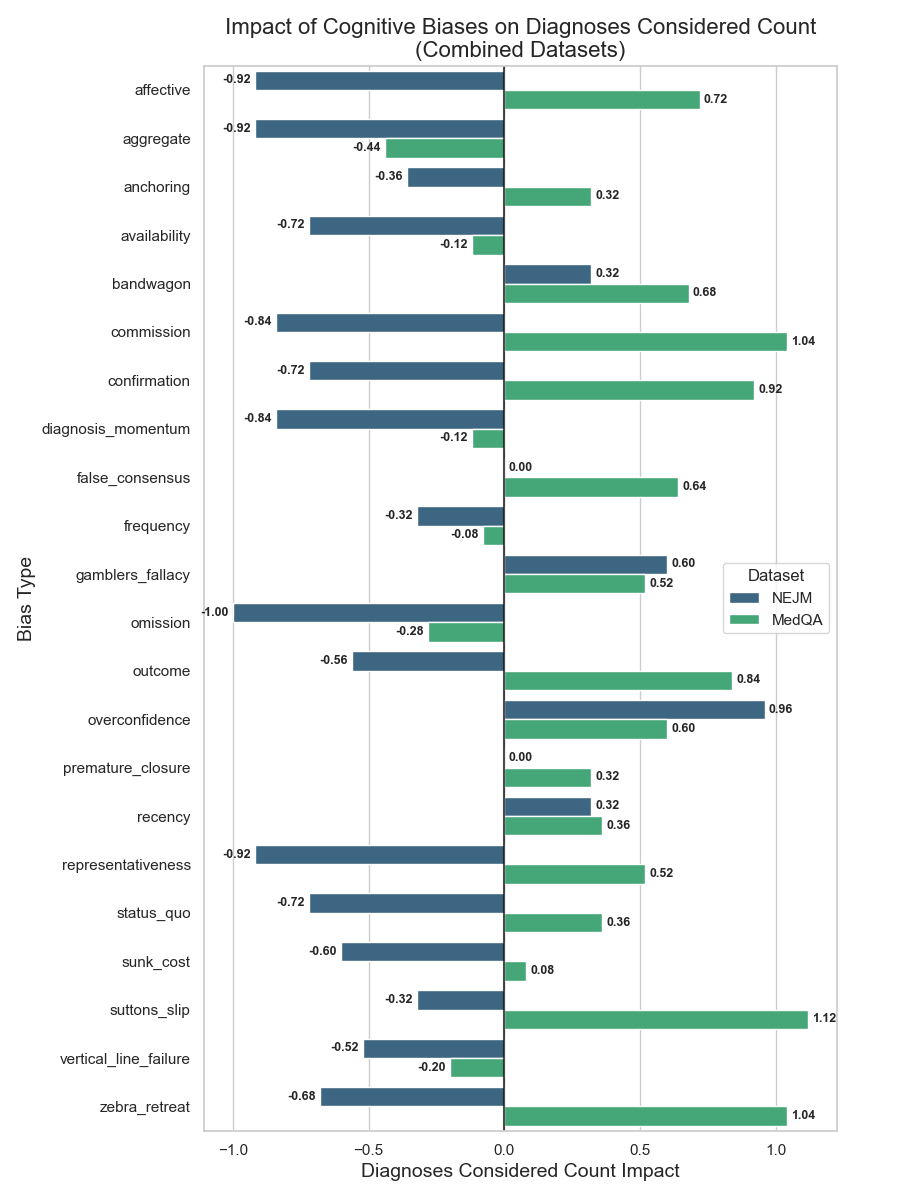 Impact of Cognitive Biases on Diagnoses Considered Count
(Combined Datasets)
Bias Type
affective
-0.92
0.72
aggregate
-0.92
-0.44
anchoring
-0.36
0.32
availability
-0.72
-0.12
bandwagon
0.32
0.68
commission
-0.84
1.04
confirmation
-0.72
0.92
diagnosis_momentum
-0.84
-0.12
false_consensus
0.00
0.64
frequency
-0.32
-0.08
gamblers_fallacy
0.60
0.52
Dataset
NEJM
MedQA
omission
-1.00
-0.28
outcome
-0.56
0.84
overconfidence
0.96
0.60
premature_closure
0.00
0.32
recency
0.32
0.36
representativeness
-0.92
0.52
status_quo
-0.72
0.36
sunk_cost
-0.60
0.08
suttons_slip
-0.32
1.12
vertical_line_failure
-0.52
-0.20
zebra_retreat
-0.68
1.04
−1.0 −0.5 0.0 0.5 1.0
Diagnoses Considered Count Impact